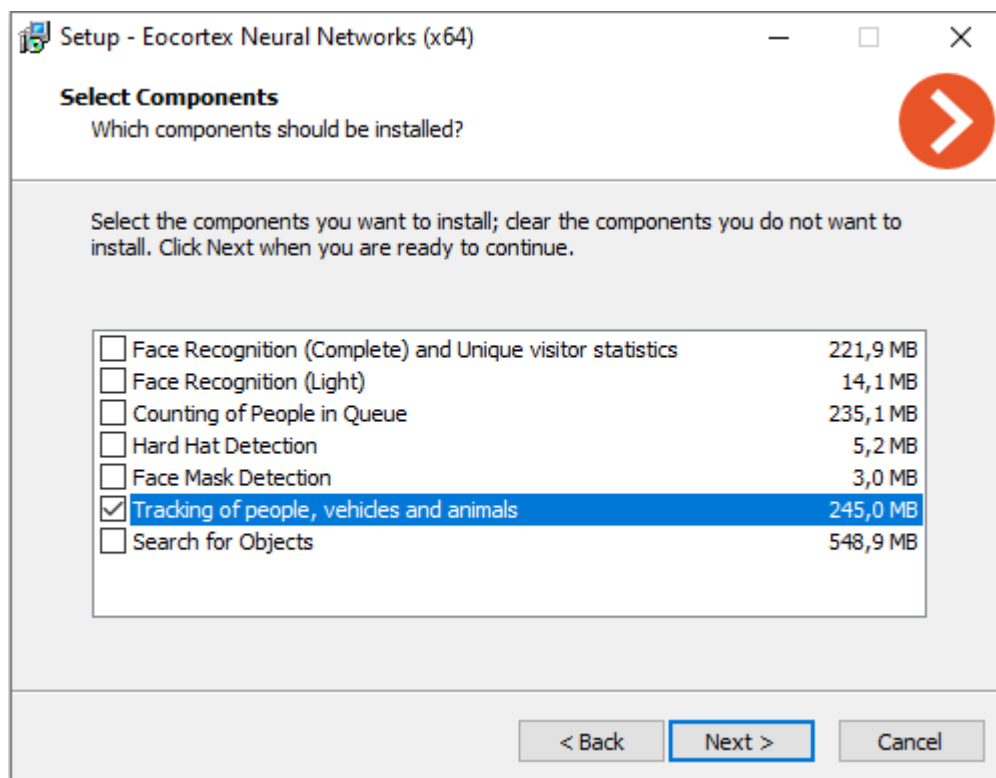 Setup - Eocortex Neural Networks (x64)
Select Components
Which components should be installed?
Select the components you want to install; clear the components you do not want to
install. Click Next when you are ready to continue.
Face Recognition (Complete) and Unique visitor statistics 221,9 MB
Face Recognition (Light) 14,1 MB
Counting of People in Queue 235,1 MB
Hard Hat Detection 5,2 MB
Face Mask Detection 3,0 MB
Tracking of people, vehicles and animals 245,0 MB
Search for Objects 548,9 MB
< Back Next > Cancel